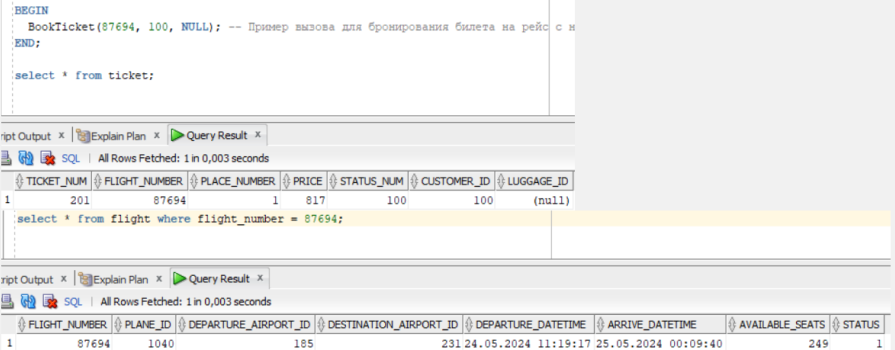 BEGIN
BookTicket(87694, 100, NULL); -- Пример вызова для бронирования билета на рейс с н
END;
select * from ticket;
ript Output x Explain Plan x Query Result x
SQL | All Rows Fetched: 1 in 0,003 seconds
TICKET_NUM FLIGHT_NUMBER PLACE_NUMBER PRICE STATUS_NUM CUSTOMER_ID LUGGAGE_ID
1 201 87694 1 817 100 100 (null)
select * from flight where flight_number = 87694;
ript Output x Explain Plan x Query Result x
SQL | All Rows Fetched: 1 in 0,003 seconds
FLIGHT_NUMBER PLANE_ID DEPARTURE_AIRPORT_ID DESTINATION_AIRPORT_ID DEPARTURE_DATETIME ARRIVE_DATETIME AVAILABLE_SEATS STATUS
1 87694 1040 185 231 24.05.2024 11:19:17 25.05.2024 00:09:40 249 1